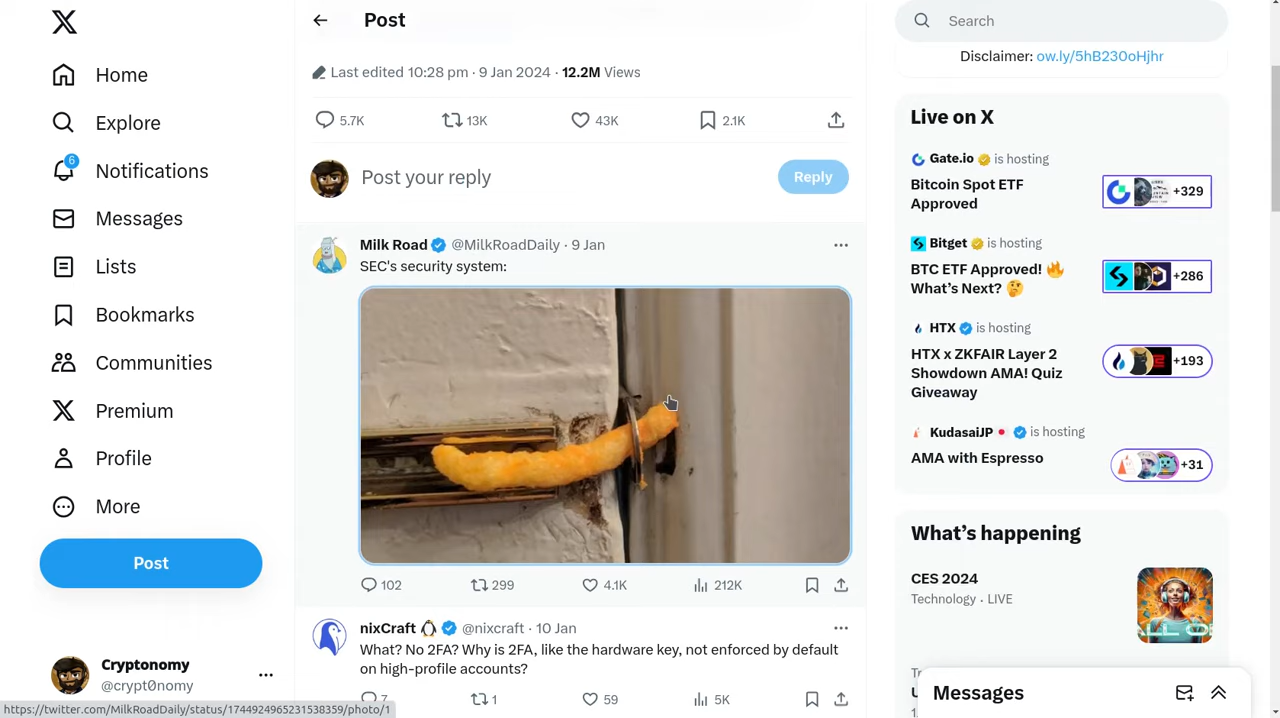 Post
Search
Disclaimer: ow.ly/5hB230oHjhr
Last edited 10:28 pm · 9 Jan 2024 · 12.2M Views
5.7K
13K
43K
2.1K
Post your reply
Reply
Home
Explore
6
Notifications
Messages
Lists
Bookmarks
Communities
Premium
Profile
More
Post
Cryptonomy
@crypt0nomy
Milk Road @MilkRoadDaily · 9 Jan
SEC's security system:
102
299
4.1K
212K
nixCraft @nixcraft · 10 Jan
What? No 2FA? Why is 2FA, like the hardware key, not enforced by default
on high-profile accounts?
7
1
59
5K
Live on X
Gate.io is hosting
Bitcoin Spot ETF
Approved
+329
Bitget is hosting
BTC ETF Approved! 🔥
What's Next? 🤔
+286
HTX is hosting
HTX x ZKFAIR Layer 2
Showdown AMA! Quiz
Giveaway
+193
KudasaiJP is hosting
AMA with Espresso
+31
What's happening
CES 2024
Technology · LIVE
Messages
https://twitter.com/MilkRoadDaily/status/1744924965231538359/photo/1